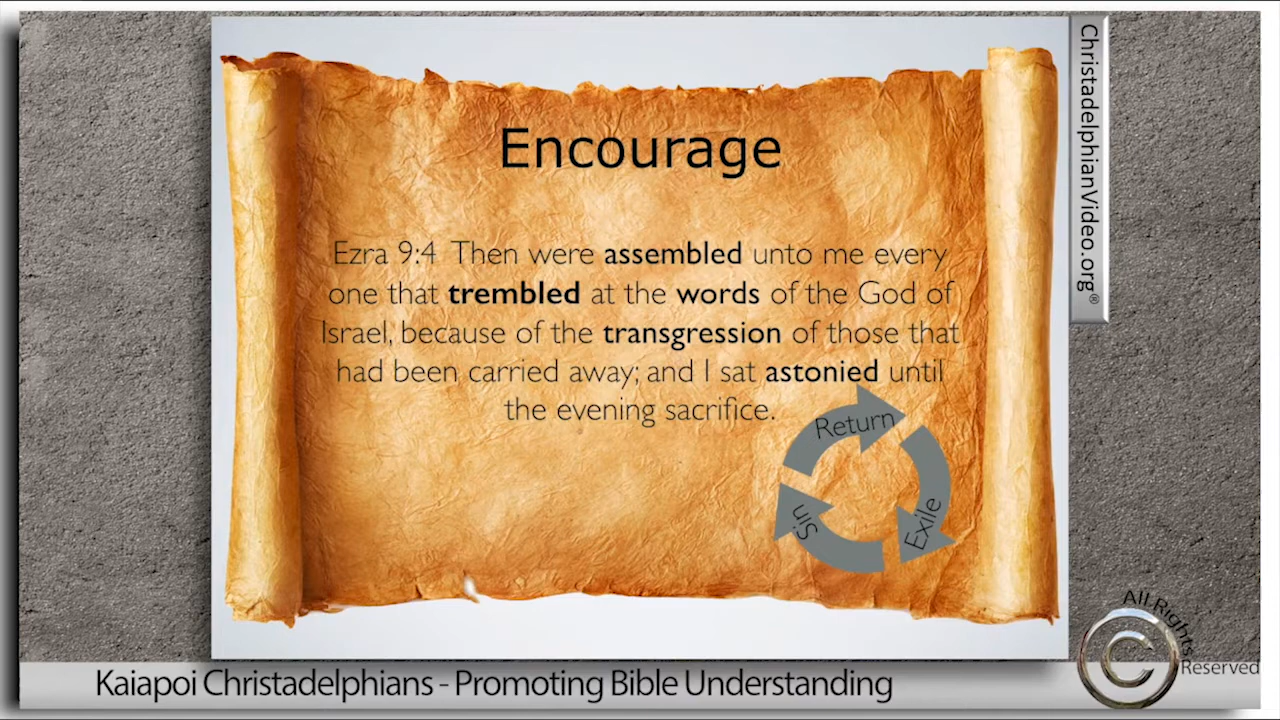 Encourage
Ezra 9:4 Then were assembled unto me every
one that trembled at the words of the God of
Israel, because of the transgression of those that
had been carried away; and I sat astonied until
the evening sacrifice.
Return
Exile
Sin
ChristadelphianVideo.org®
All Rights
Reserved
C
Kaiapoi Christadelphians - Promoting Bible Understanding